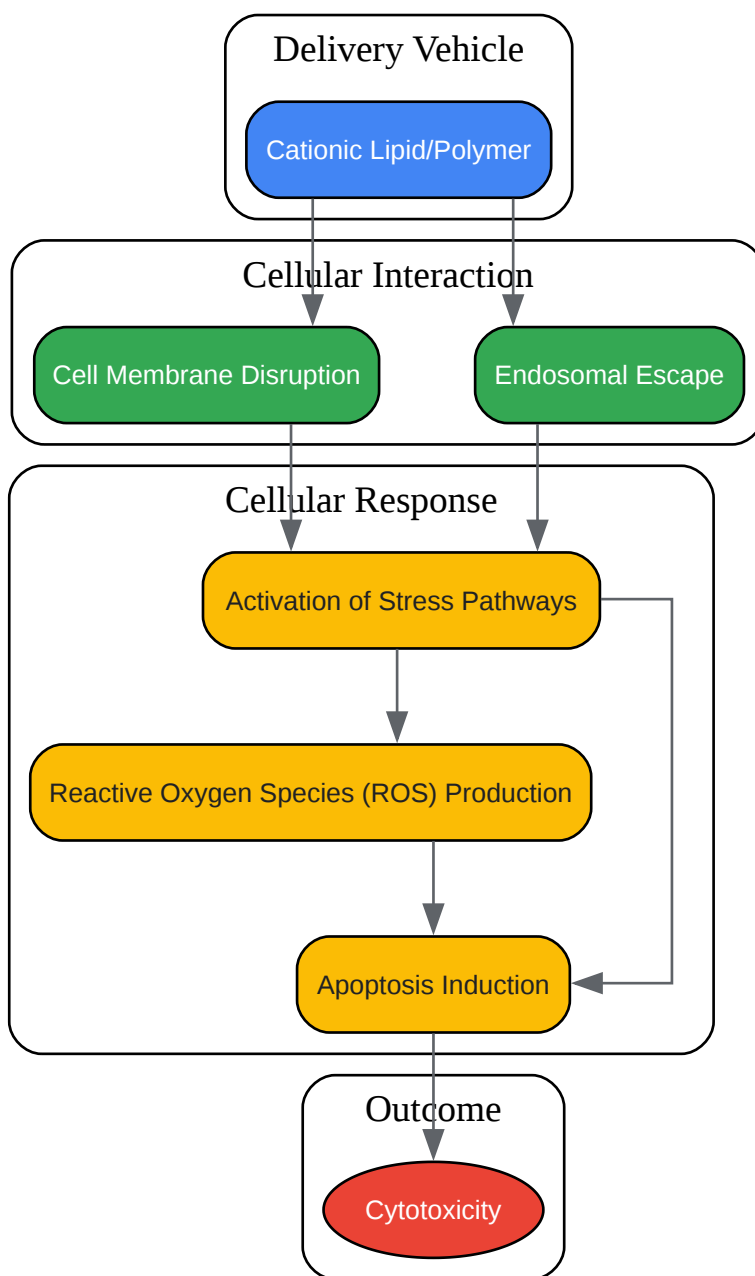 Delivery Vehicle
Cationic Lipid/Polymer
Cellular Interaction
Cell Membrane Disruption
Endosomal Escape
Cellular Response
Activation of Stress Pathways
Reactive Oxygen Species (ROS) Production
Apoptosis Induction
Outcome
Cytotoxicity